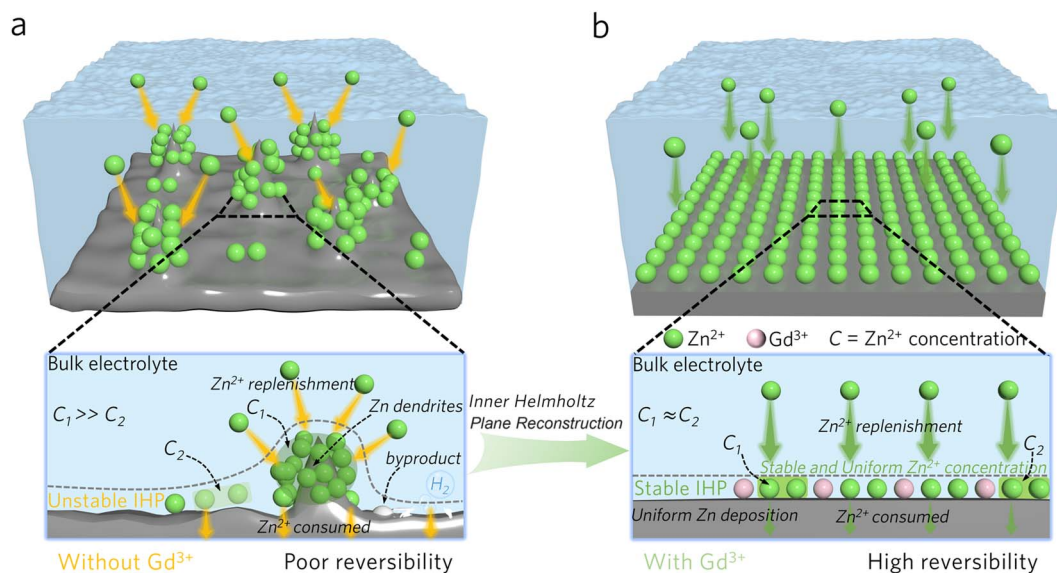 a
b
Zn²⁺
Gd³⁺
C = Zn²⁺ concentration
Bulk electrolyte
Zn²⁺ replenishment
C₁ >> C₂
C₁
Zn dendrites
C₂
byproduct
Unstable IHP
H₂
Zn²⁺ consumed
Without Gd³⁺
Poor reversibility
Inner Helmholtz
Plane Reconstruction
Bulk electrolyte
C₁ ≈C₂
Zn²⁺ replenishment
C₁
C₂
Stable and Uniform Zn²⁺ concentration
Stable IHP
Uniform Zn deposition
Zn²⁺ consumed
With Gd³⁺
High reversibility